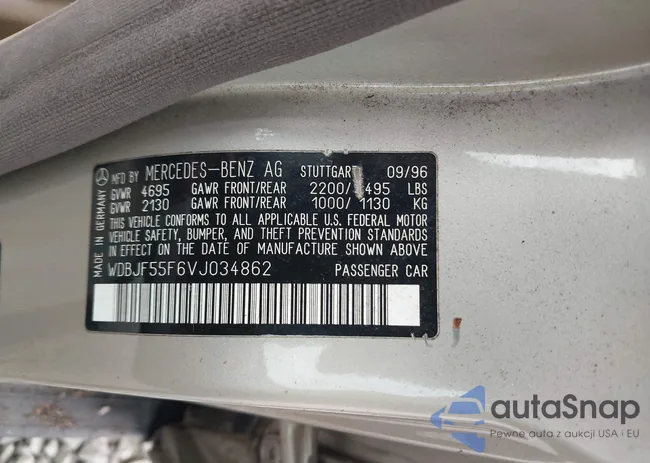 MFD BY MERCEDES-BENZ AG STUTTGART 09/96
GVWR 4695 GAWR FRONT/REAR 2200/ 495 LBS
GVWR 2130 GAWR FRONT/REAR 1000/ 1130 KG
THIS VEHICLE CONFORMS TO ALL APPLICABLE U.S. FEDERAL MOTOR
VEHICLE SAFETY, BUMPER, AND THEFT PREVENTION STANDARDS
IN EFFECT ON THE DATE OF MANUFACTURE SHOWN ABOVE.
WDBJF55F6VJ034862 PASSENGER CAR
MADE IN GERMANY
autaSnap
Pewne auta z aukcji USA i EU